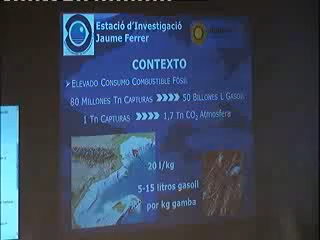 Estació d'Investigació
Jaume Ferrer
CONTEXTO
ELEVADO CONSUMO COMBUSTIBLE FÓSIL
80 MILLONES TN CAPTURAS 50 BILLONES L GASOIL
1 TN CAPTURAS 1,7 TN CO2 ATMOSFERA
20 l/kg
5-15 litros gasoil
por kg gamba